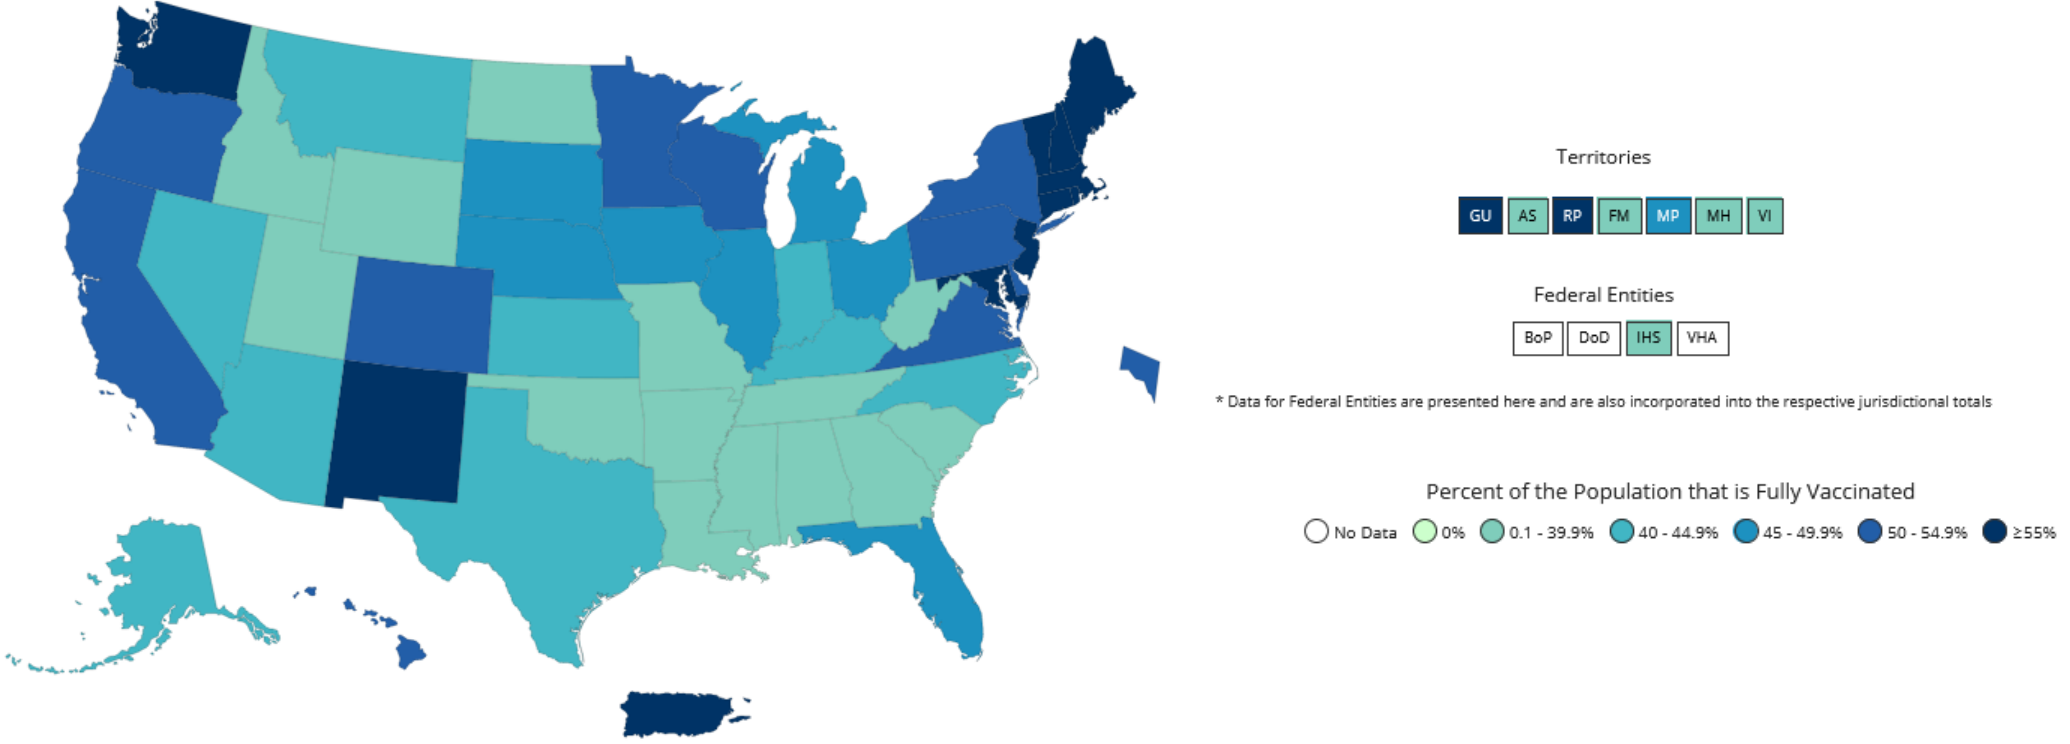 Territories
GU AS RP FM MP MH VI
Federal Entities
BoP DoD IHS VHA
* Data for Federal Entities are presented here and are also incorporated into the respective jurisdictional totals
Percent of the Population that is Fully Vaccinated
No Data 0% 0.1 - 39.9% 40 - 44.9% 45 - 49.9% 50 - 54.9% ≥55%